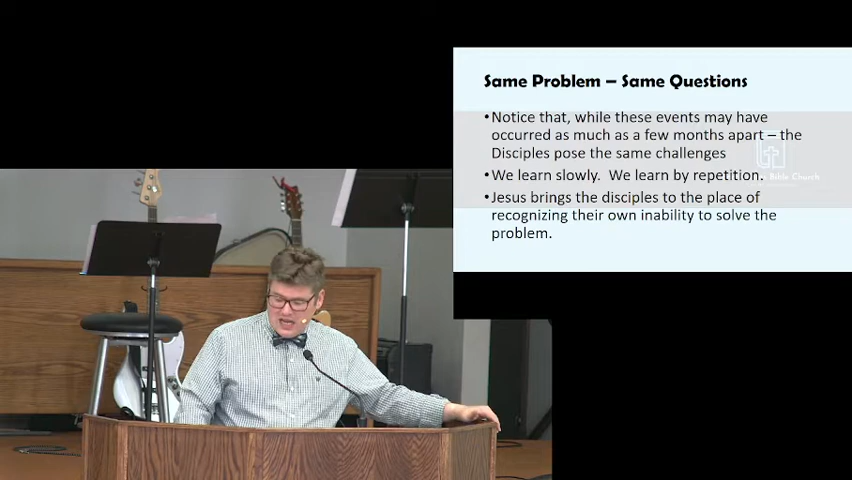 Same Problem – Same Questions
•Notice that, while these events may have
occurred as much as a few months apart – the
Disciples pose the same challenges
•We learn slowly. We learn by repetition.
Bible Church
•Jesus brings the disciples to the place of
recognizing their own inability to solve the
problem.